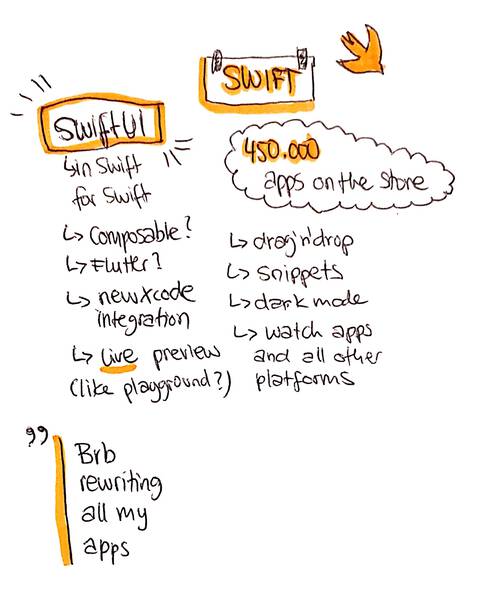 SWIFT
SwiftUI
in Swift
for Swift
450.000
apps on the Store
Composable?
Flutter?
new Xcode
integration
live preview
(like playground?)
drag'n'drop
snippets
dark mode
watch apps
and all other
platforms
Brb
rewriting
all my
apps